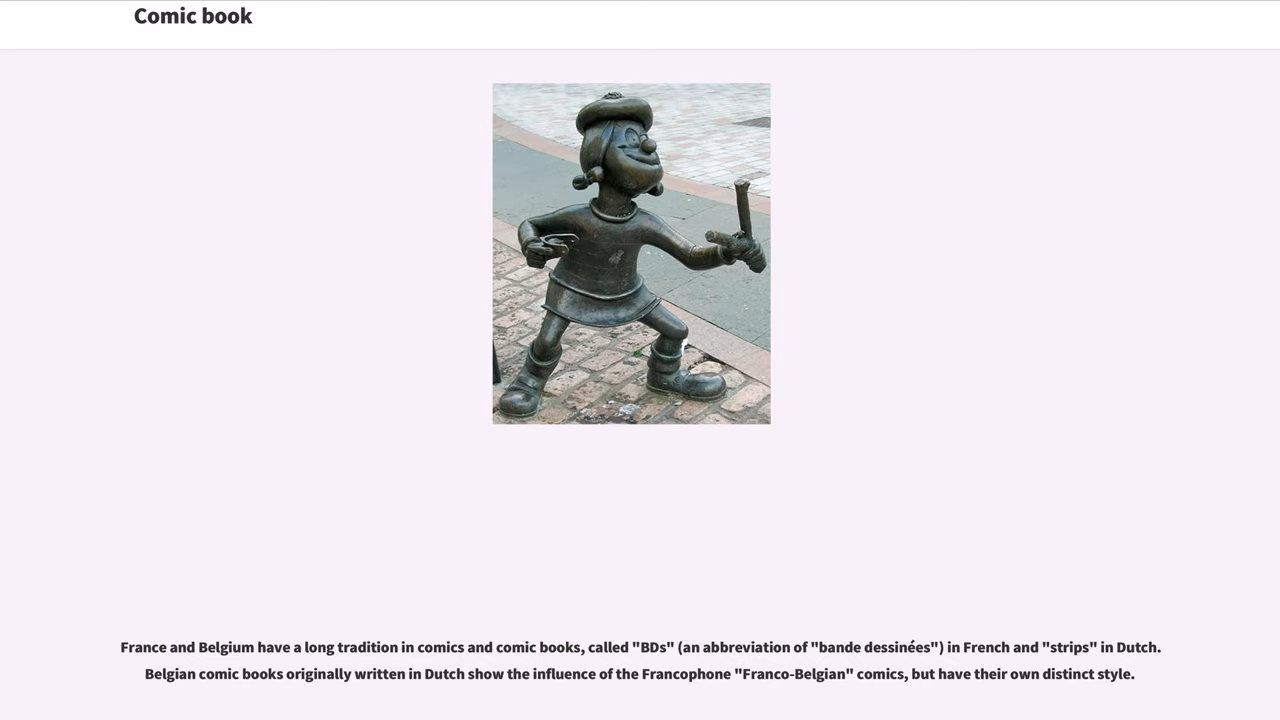 Comic book
France and Belgium have a long tradition in comics and comic books, called "BDs" (an abbreviation of "bande dessinées") in French and "strips" in Dutch.
Belgian comic books originally written in Dutch show the influence of the Francophone "Franco-Belgian" comics, but have their own distinct style.